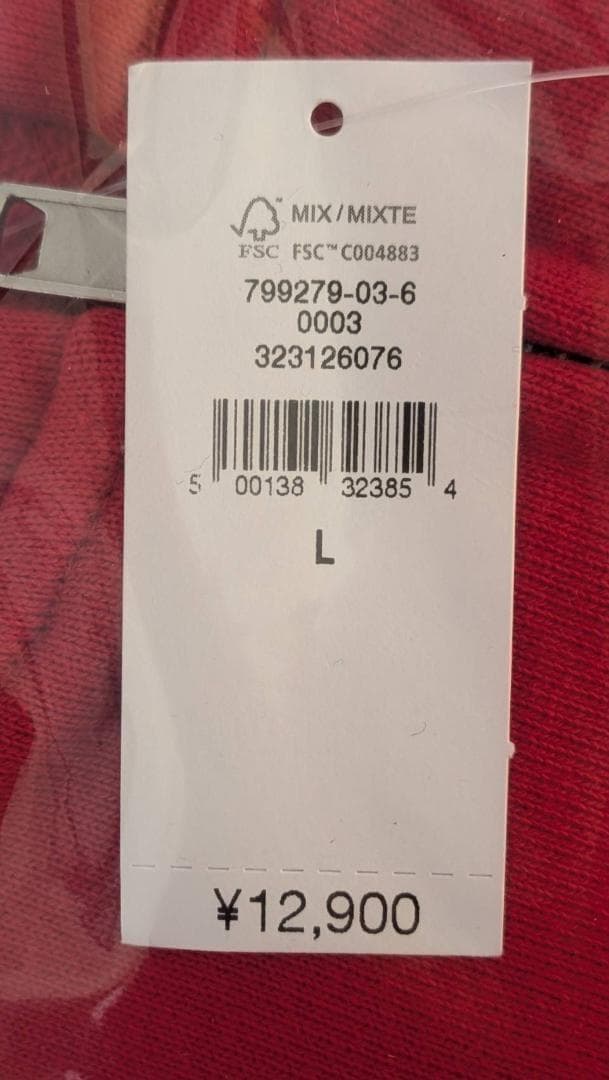 MIX / MIXTE
FSC FSC™ C004883
799279-03-6
0003
323126076
5 00138 32385 4
L
¥12,900